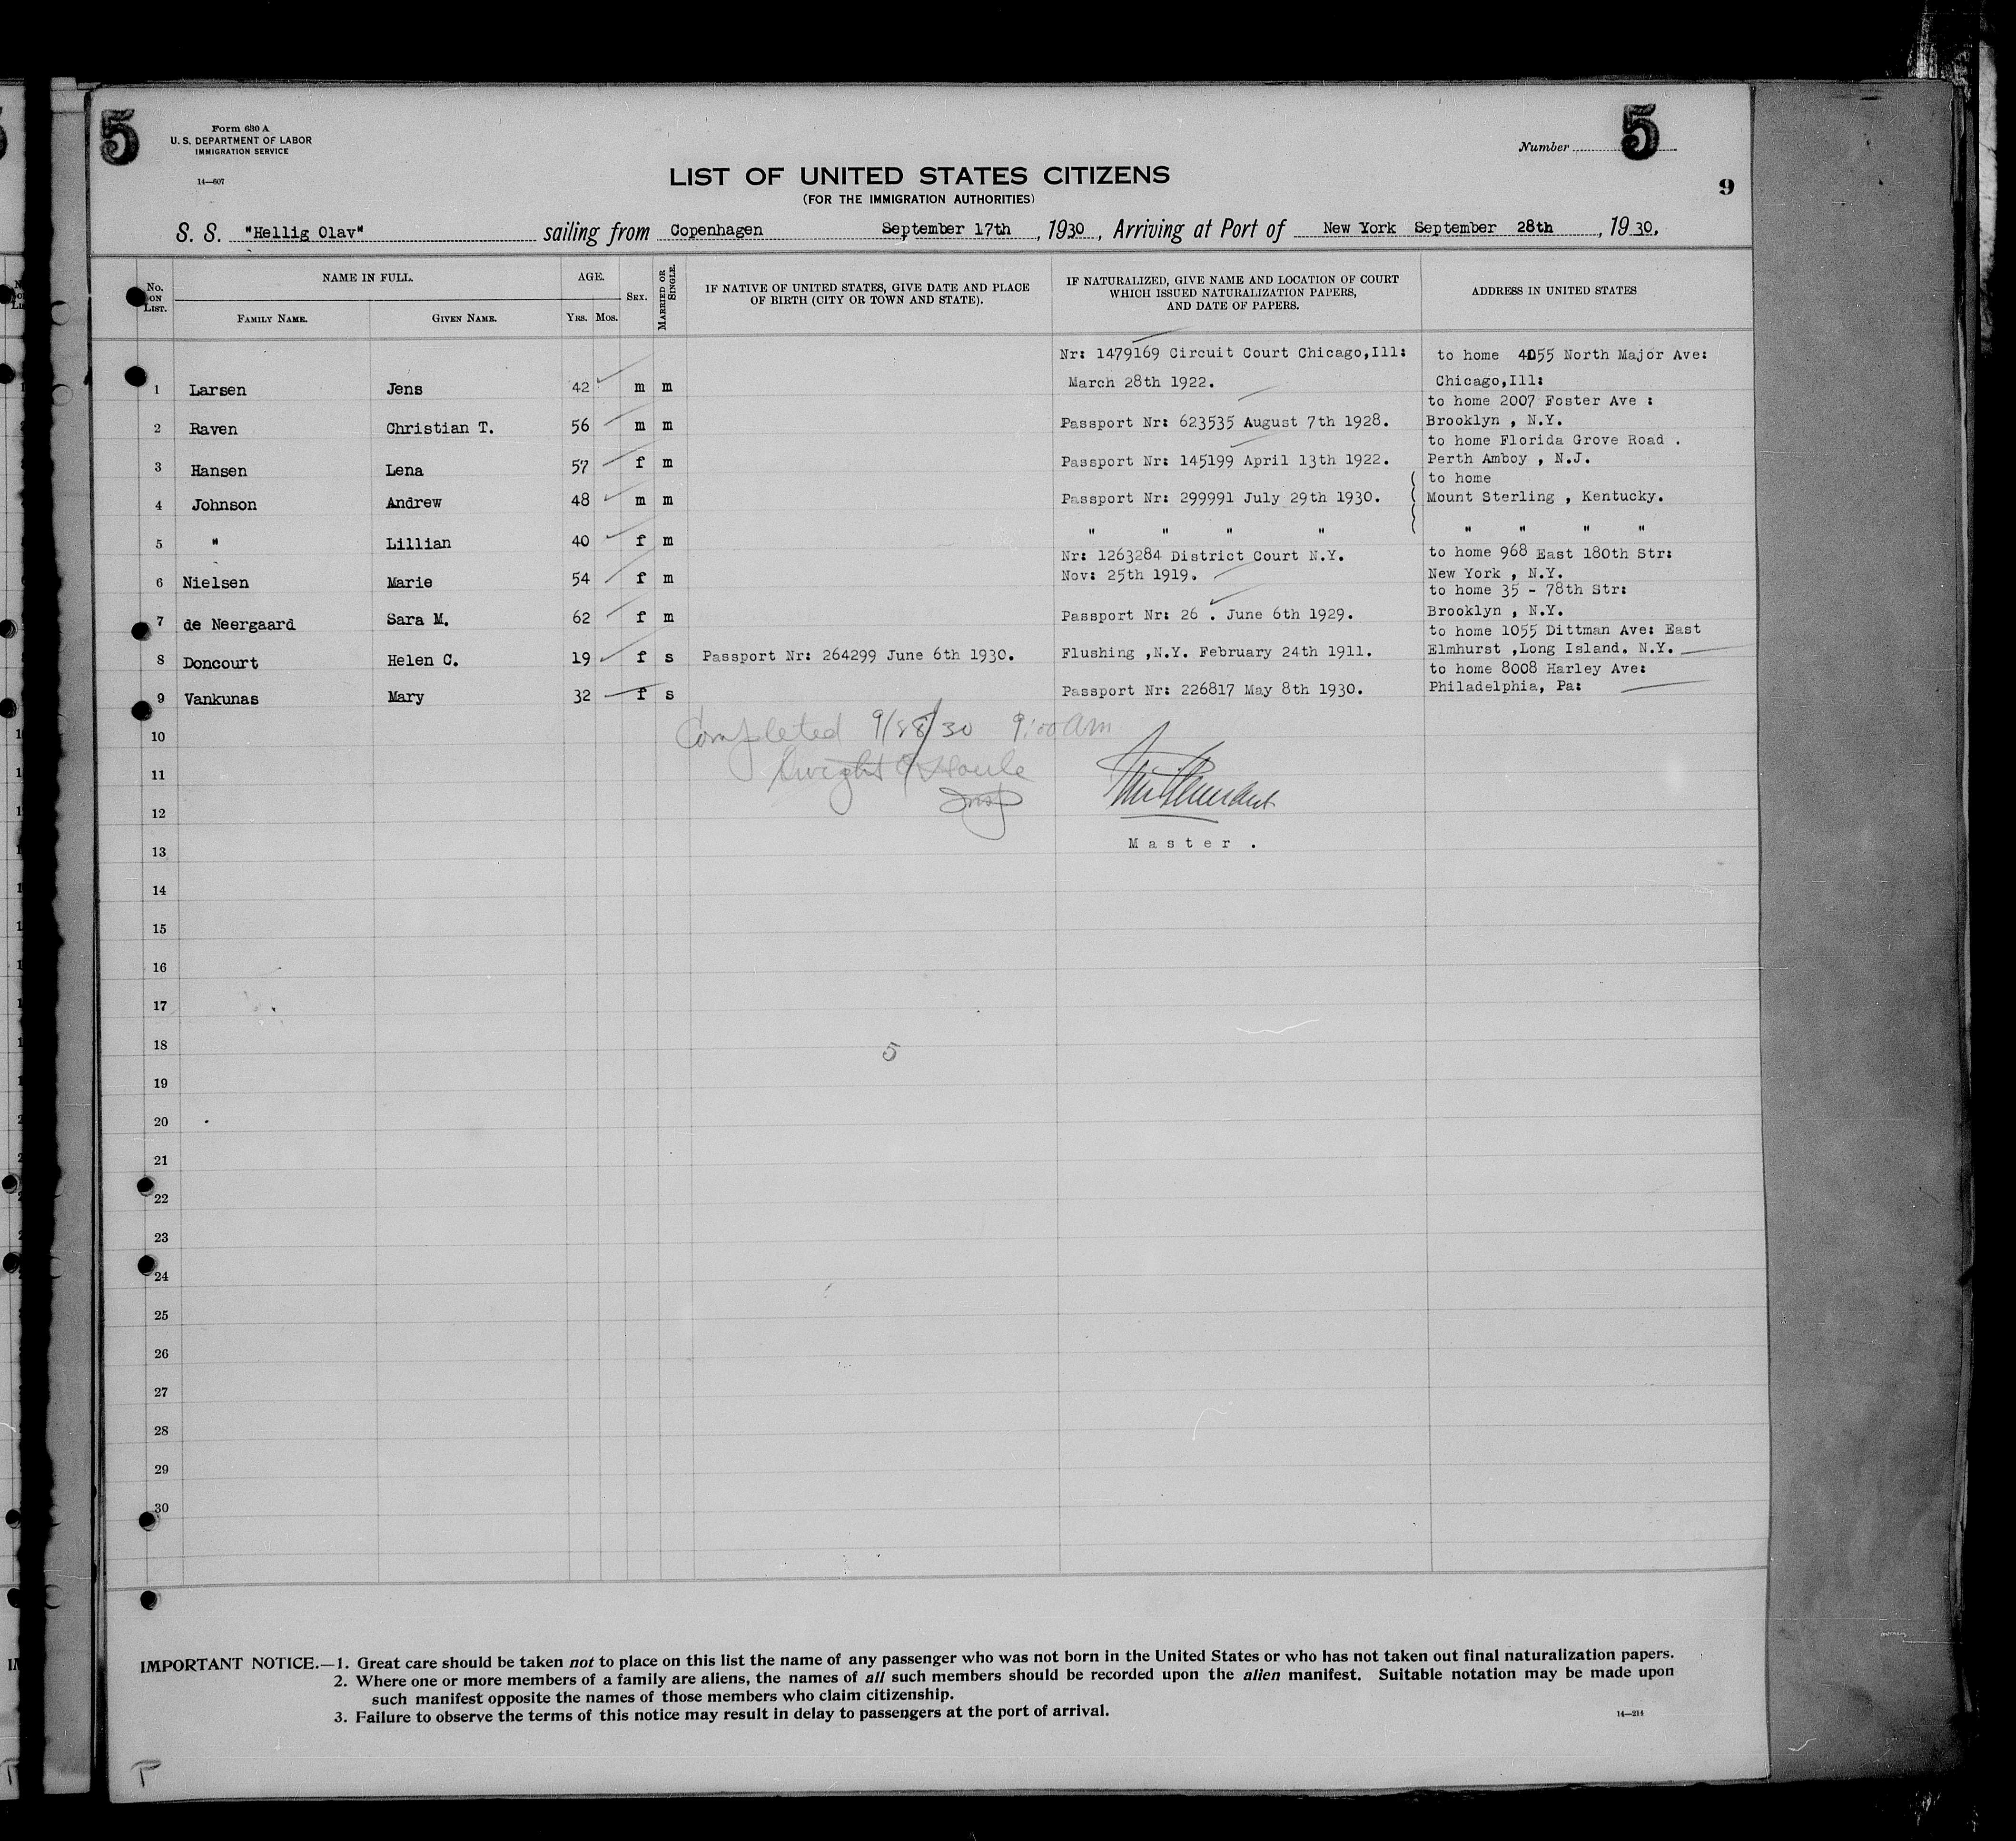 5
Form 630 A
U. S. DEPARTMENT OF LABOR
IMMIGRATION SERVICE
14—607
Number 5
9
LIST OF UNITED STATES CITIZENS
(FOR THE IMMIGRATION AUTHORITIES)
S. S. "Hellig Olav" sailing from Copenhagen September 17th, 1930, Arriving at Port of New York September 28th, 1930.
No. on List. NAME IN FULL. AGE. Sex. Married or Single. IF NATIVE OF UNITED STATES, GIVE DATE AND PLACE OF BIRTH (CITY OR TOWN AND STATE). IF NATURALIZED, GIVE NAME AND LOCATION OF COURT WHICH ISSUED NATURALIZATION PAPERS, AND DATE OF PAPERS. ADDRESS IN UNITED STATES
Family Name. Given Name. Yrs. Mos.
Nr: 1479169 Circuit Court Chicago,Ill: to home 4055 North Major Ave:
1 Larsen Jens 42 m m March 28th 1922. Chicago,Ill:
to home 2007 Foster Ave :
2 Raven Christian T. 56 m m Passport Nr: 623535 August 7th 1928. Brooklyn , N.Y.
to home Florida Grove Road .
3 Hansen Lena 57 f m Passport Nr: 145199 April 13th 1922. Perth Amboy , N.J.
to home
4 Johnson Andrew 48 m m Passport Nr: 299991 July 29th 1930. Mount Sterling , Kentucky.
5 " Lillian 40 f m " " " " " " " "
Nr: 1263284 District Court N.Y. to home 968 East 180th Str:
6 Nielsen Marie 54 f m Nov: 25th 1919. New York , N.Y.
to home 35 - 78th Str:
7 de Neergaard Sara M. 62 f m Passport Nr: 26 . June 6th 1929. Brooklyn , N.Y.
to home 1055 Dittman Ave: East
8 Doncourt Helen C. 19 f s Passport Nr: 264299 June 6th 1930. Flushing ,N.Y. February 24th 1911. Elmhurst ,Long Island. N.Y.
to home 8008 Harley Ave:
9 Vankunas Mary 32 f s Passport Nr: 226817 May 8th 1930. Philadelphia, Pa:
10 Completed 9/28/30 9:00 am
11 Dwight
12 Insp
13 Master .
14
15
16
17
18 5
19
20
21
22
23
24
25
26
27
28
29
30
IMPORTANT NOTICE.—1. Great care should be taken not to place on this list the name of any passenger who was not born in the United States or who has not taken out final naturalization papers.
2. Where one or more members of a family are aliens, the names of all such members should be recorded upon the alien manifest. Suitable notation may be made upon
such manifest opposite the names of those members who claim citizenship.
3. Failure to observe the terms of this notice may result in delay to passengers at the port of arrival.
14—214